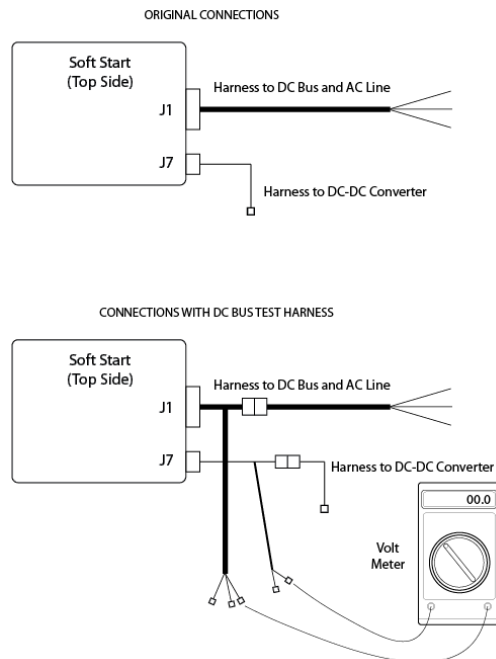 ORIGINAL CONNECTIONS
Soft Start
(Top Side)
Harness to DC Bus and AC Line
J1
J7
Harness to DC-DC Converter
CONNECTIONS WITH DC BUS TEST HARNESS
Soft Start
(Top Side)
Harness to DC Bus and AC Line
J1
J7
Harness to DC-DC Converter
00.0
Volt
Meter